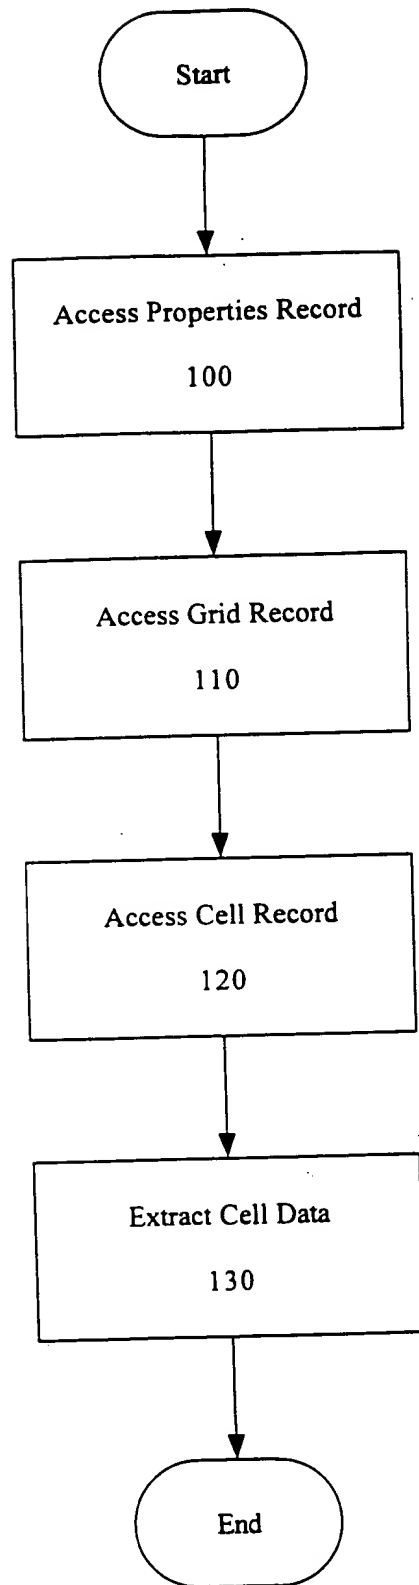 Start
Access Properties Record
100
Access Grid Record
110
Access Cell Record
120
Extract Cell Data
130
End